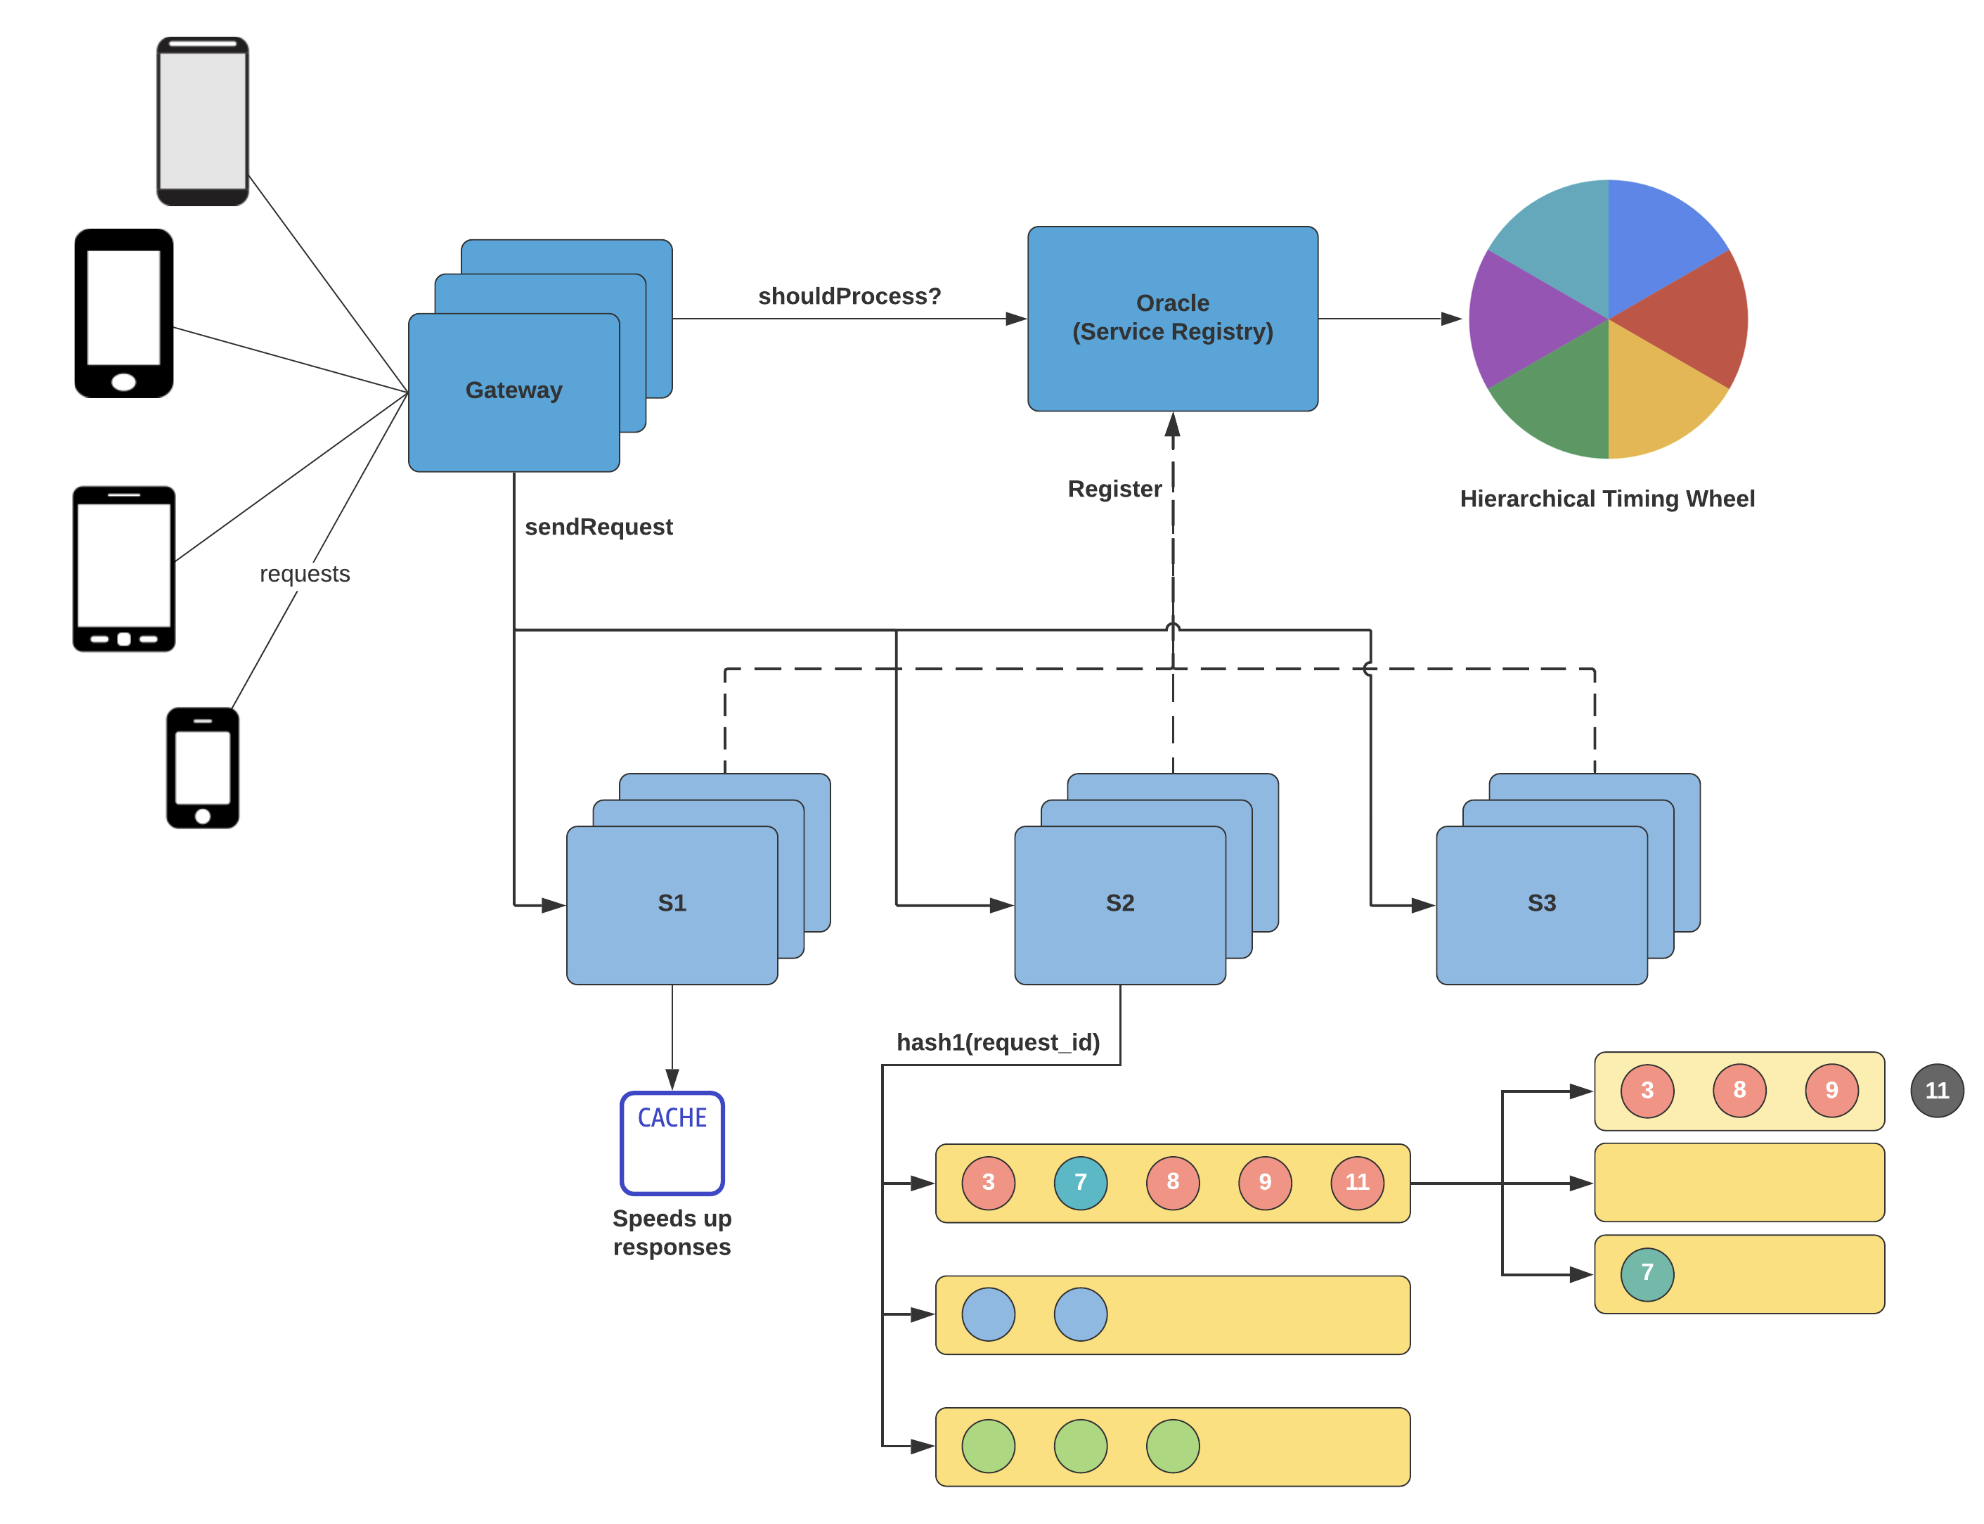 shouldProcess?
Oracle
(Service Registry)
Gateway
Register
Hierarchical Timing Wheel
sendRequest
requests
S1
S2
S3
hash1(request_id)
CACHE
Speeds up
responses
3 7 8 9 11
3 8 9 11
7